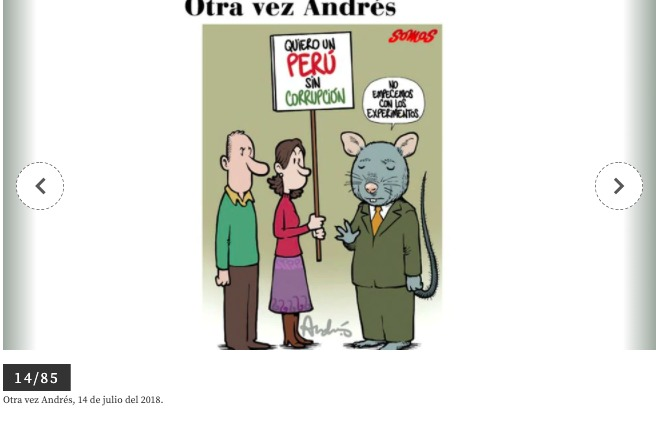 Otra vez Andrés
SOMOS
QUIERO UN
PERÚ
SIN
CORRUPCIÓN
NO
EMPECEMOS
CON LOS
EXPERIMENTOS
Andrés
14/85
Otra vez Andrés, 14 de julio del 2018.